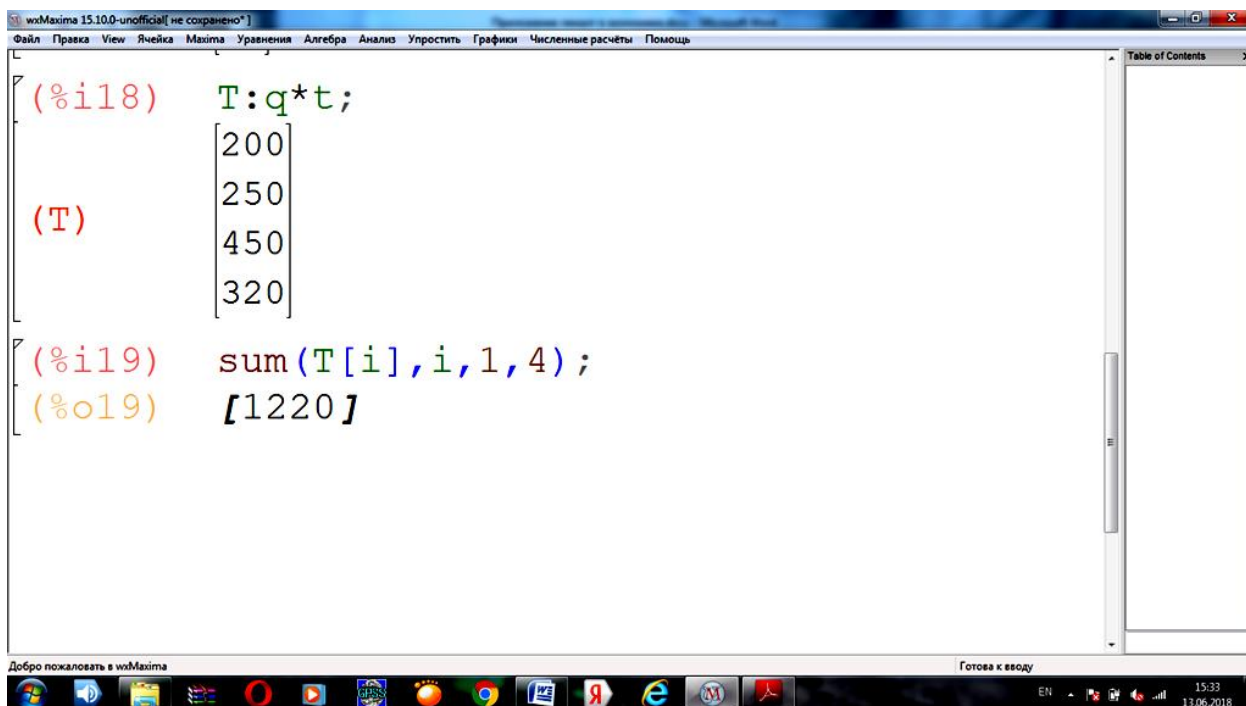 wxMaxima 15.10.0-unofficial[ не сохранено* ]
Файл Правка View Ячейка Maxima Уравнения Алгебра Анализ Упростить Графики Численные расчёты Помощь
Table of Contents
(%i18) T:q*t;
200
250
(T)
450
320
(%i19) sum(T[i],i,1,4);
(%o19) [1220]
Добро пожаловать в wxMaxima
Готова к вводу
GPSS
EN
15:33
13.06.2018